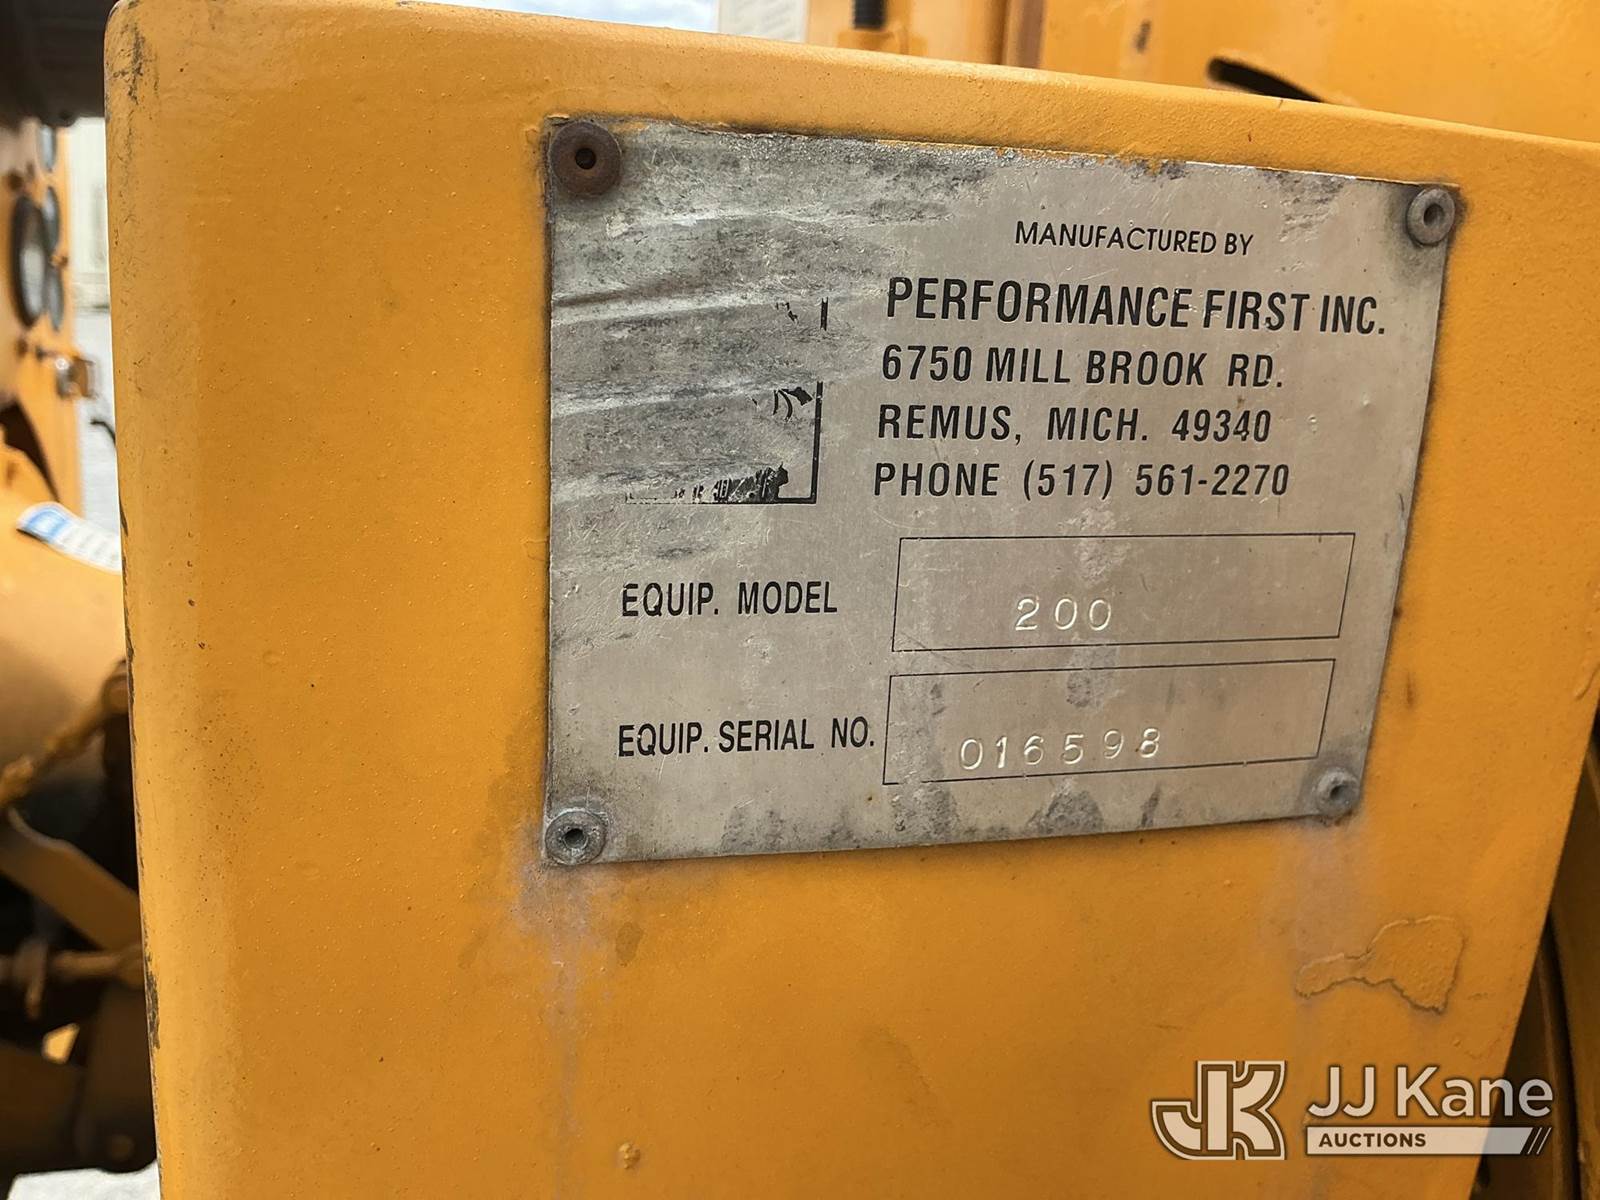 MANUFACTURED BY
PERFORMANCE FIRST INC.
6750 MILL BROOK RD.
REMUS, MICH. 49340
PHONE (517) 561-2270
EQUIP. MODEL 200
EQUIP. SERIAL NO. 016598
JK JJ Kane
AUCTIONS